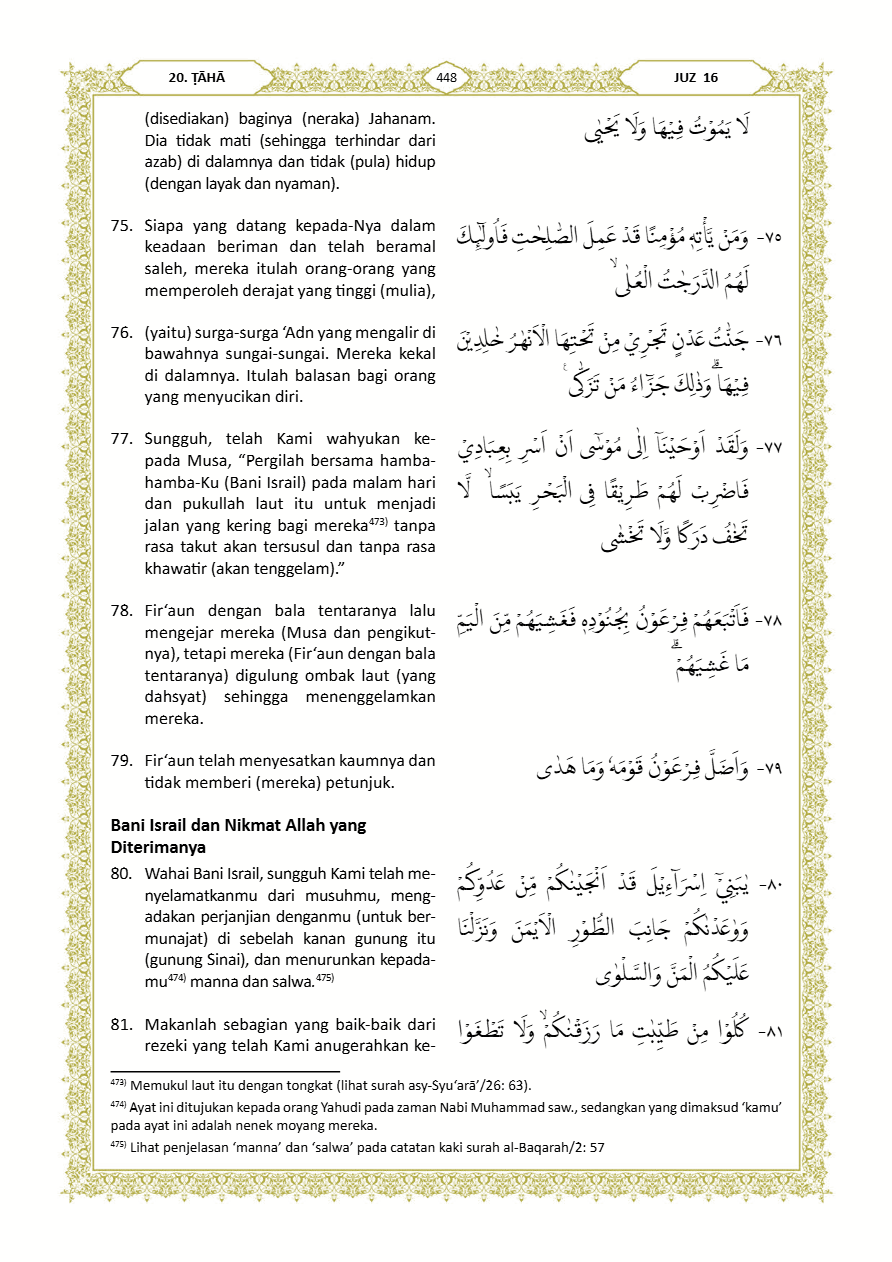 20. ṬĀHĀ
448
JUZ 16
(disediakan) baginya (neraka) Jahanam.
Dia tidak mati (sehingga terhindar dari
azab) di dalamnya dan tidak (pula) hidup
(dengan layak dan nyaman).
لَا يَمُوْتُ فِيْهَا وَلَا يَحْيٰى
75. Siapa yang datang kepada-Nya dalam
keadaan beriman dan telah beramal
saleh, mereka itulah orang-orang yang
memperoleh derajat yang tinggi (mulia),
٧٥- وَمَنْ يَّأْتِهٖ مُؤْمِنًا قَدْ عَمِلَ الصّٰلِحٰتِ فَاُولٰۤىِٕكَ
لَهُمُ الدَّرَجٰتُ الْعُلٰى ۙ
76. (yaitu) surga-surga ‘Adn yang mengalir di
bawahnya sungai-sungai. Mereka kekal
di dalamnya. Itulah balasan bagi orang
yang menyucikan diri.
٧٦- جَنّٰتُ عَدْنٍ تَجْرِيْ مِنْ تَحْتِهَا الْاَنْهٰرُ خٰلِدِيْنَ
فِيْهَا ۗوَذٰلِكَ جَزٰۤءُ مَنْ تَزَكّٰى ࣖ
77. Sungguh, telah Kami wahyukan ke-
pada Musa, “Pergilah bersama hamba-
hamba-Ku (Bani Israil) pada malam hari
dan pukullah laut itu untuk menjadi
jalan yang kering bagi mereka⁴⁷³⁾ tanpa
rasa takut akan tersusul dan tanpa rasa
khawatir (akan tenggelam).”
٧٧- وَلَقَدْ اَوْحَيْنَآ اِلٰى مُوْسٰٓى اَنْ اَسْرِ بِعِبَادِيْ
فَاضْرِبْ لَهُمْ طَرِيْقًا فِى الْبَحْرِ يَبَسًاۙ لَّا
تَخٰفُ دَرَكًا وَّلَا تَخْشٰى
78. Fir‘aun dengan bala tentaranya lalu
mengejar mereka (Musa dan pengikut-
nya), tetapi mereka (Fir‘aun dengan bala
tentaranya) digulung ombak laut (yang
dahsyat) sehingga menenggelamkan
mereka.
٧٨- فَاَتْبَعَهُمْ فِرْعَوْنُ بِجُنُوْدِهٖ فَغَشِيَهُمْ مِّنَ الْيَمِّ
مَا غَشِيَهُمْ ۗ
79. Fir‘aun telah menyesatkan kaumnya dan
tidak memberi (mereka) petunjuk.
٧٩- وَاَضَلَّ فِرْعَوْنُ قَوْمَهٗ وَمَا هَدٰى
Bani Israil dan Nikmat Allah yang
Diterimanya
80. Wahai Bani Israil, sungguh Kami telah me-
nyelamatkanmu dari musuhmu, meng-
adakan perjanjian denganmu (untuk ber-
munajat) di sebelah kanan gunung itu
(gunung Sinai), dan menurunkan kepada-
mu⁴⁷⁴⁾ manna dan salwa.⁴⁷⁵⁾
٨٠- يٰبَنِيْٓ اِسْرَاۤءِيْلَ قَدْ اَنْجَيْنٰكُمْ مِّنْ عَدُوِّكُمْ
وَوٰعَدْنٰكُمْ جَانِبَ الطُّوْرِ الْاَيْمَنَ وَنَزَّلْنَا
عَلَيْكُمُ الْمَنَّ وَالسَّلْوٰى
81. Makanlah sebagian yang baik-baik dari
rezeki yang telah Kami anugerahkan ke-
٨١- كُلُوْا مِنْ طَيِّبٰتِ مَا رَزَقْنٰكُمْۙ وَلَا تَطْغَوْا
⁴⁷³⁾ Memukul laut itu dengan tongkat (lihat surah asy-Syu‘arā’/26: 63).
⁴⁷⁴⁾ Ayat ini ditujukan kepada orang Yahudi pada zaman Nabi Muhammad saw., sedangkan yang dimaksud ‘kamu’
pada ayat ini adalah nenek moyang mereka.
⁴⁷⁵⁾ Lihat penjelasan ‘manna’ dan ‘salwa’ pada catatan kaki surah al-Baqarah/2: 57